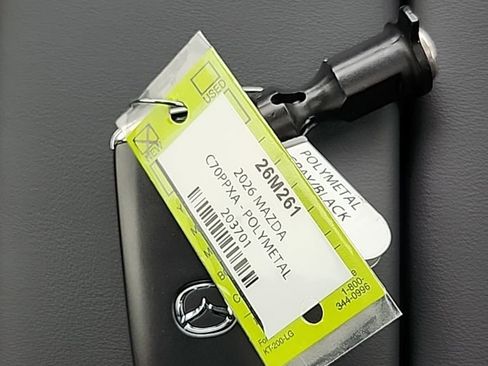 USED
NEW
26M261
2026 MAZDA
C70PPXA - POLYMETAL
203701
POLYMETAL
GRAY/BLACK
1-800-
344-0996
KT-200-LG